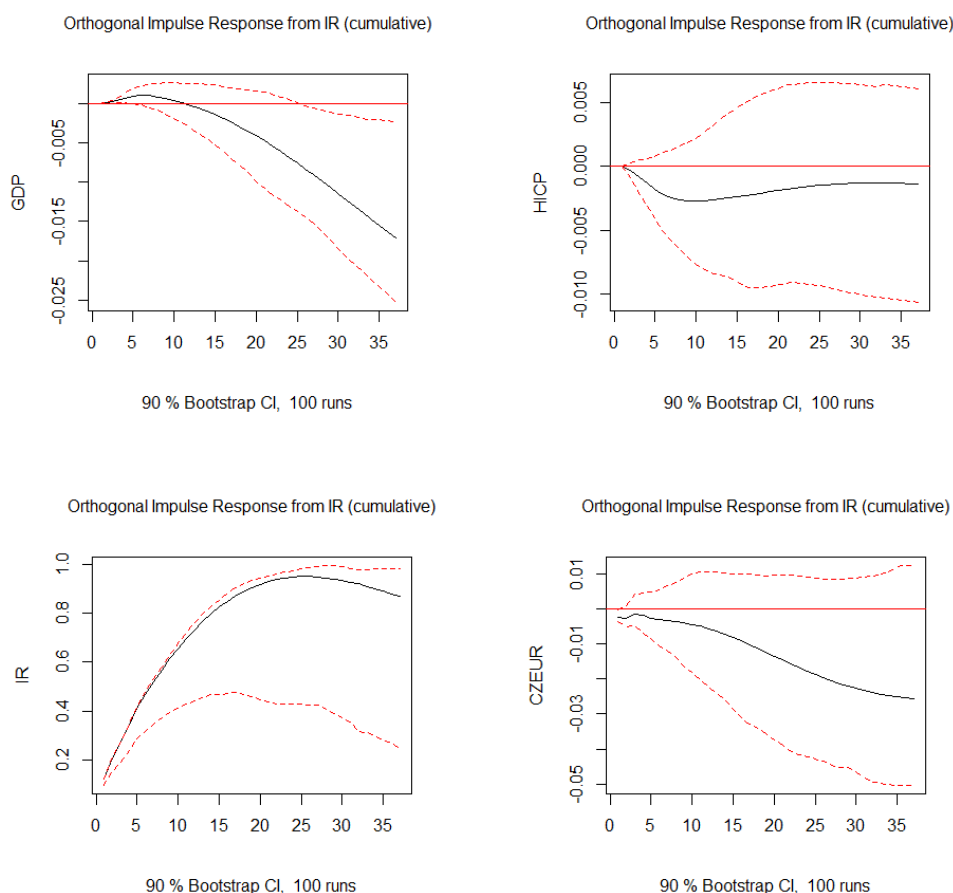 Orthogonal Impulse Response from IR (cumulative)
GDP
-0.005
-0.015
-0.025
0 5 10 15 20 25 30 35
90 % Bootstrap CI, 100 runs
Orthogonal Impulse Response from IR (cumulative)
HICP
0.005
0.000
-0.005
-0.010
0 5 10 15 20 25 30 35
90 % Bootstrap CI, 100 runs
Orthogonal Impulse Response from IR (cumulative)
IR
1.0
0.8
0.6
0.4
0.2
0 5 10 15 20 25 30 35
90 % Bootstrap CI, 100 runs
Orthogonal Impulse Response from IR (cumulative)
CZEUR
0.01
-0.01
-0.03
-0.05
0 5 10 15 20 25 30 35
90 % Bootstrap CI, 100 runs